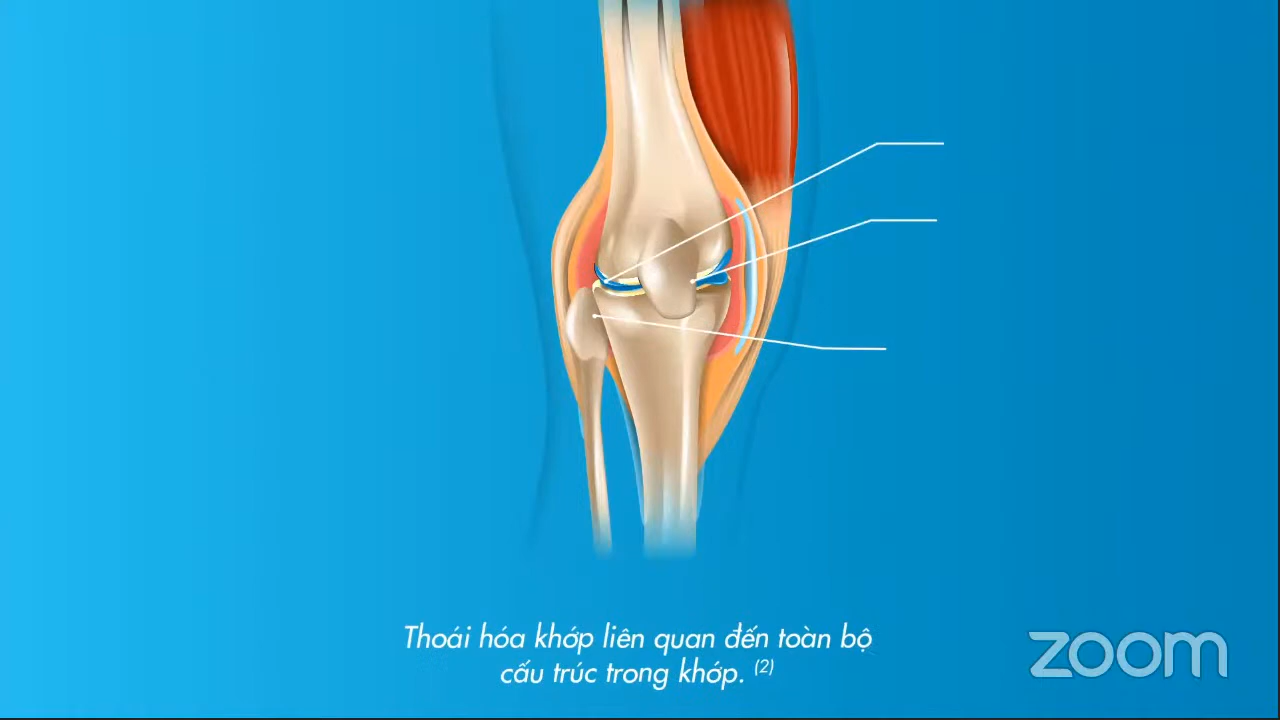 Thoái hóa khớp liên quan đến toàn bộ
cấu trúc trong khớp. (2)
zoom